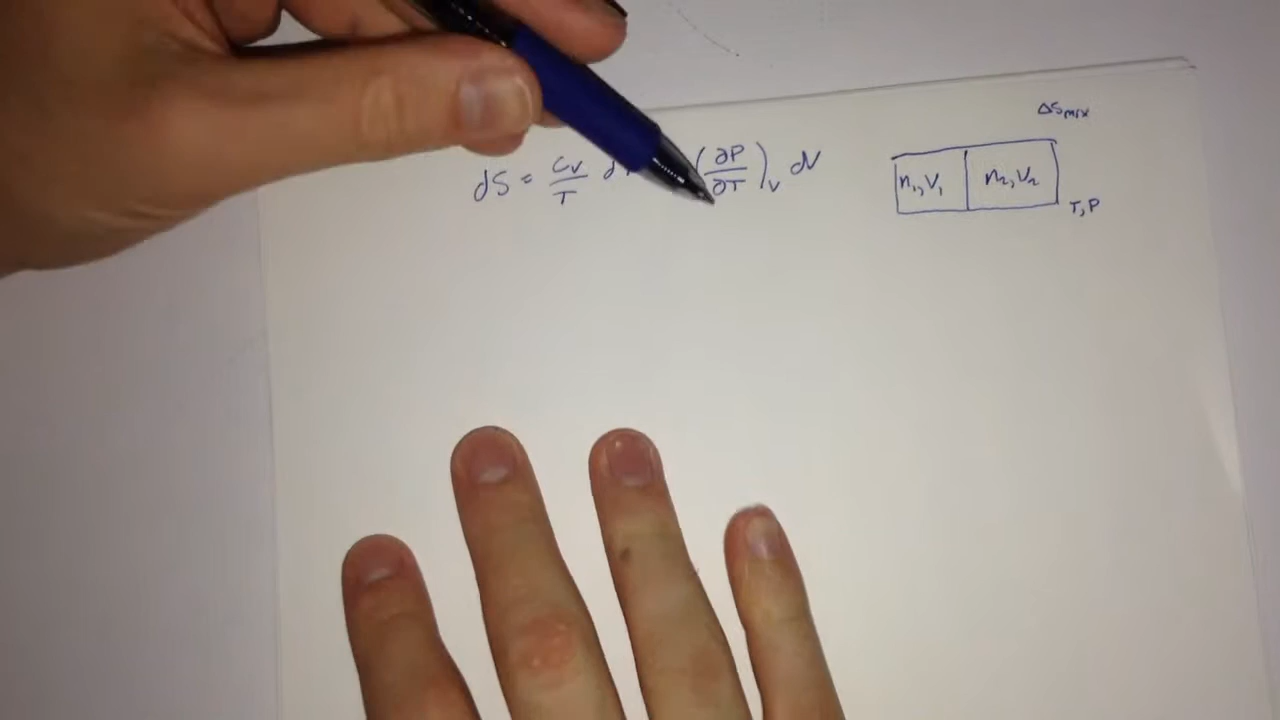 ΔSmix
dS = Cv/T d (∂P/∂T)v dV
n1, V1 n2, V2
T, P